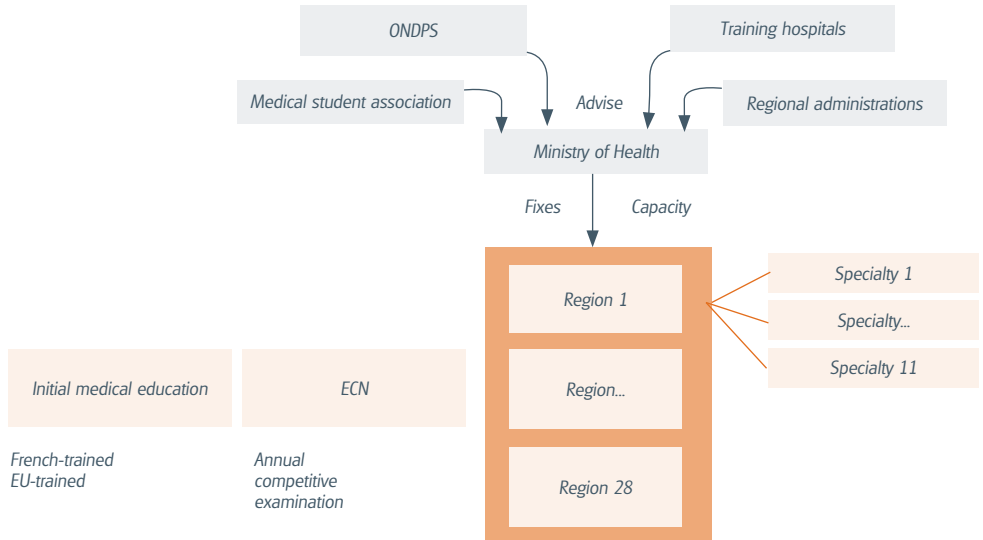 ONDPS
Training hospitals
Medical student association
Advise
Regional administrations
Ministry of Health
Fixes
Capacity
Region 1
Specialty 1
Specialty...
Specialty 11
Initial medical education
ECN
Region...
French-trained
EU-trained
Annual
competitive
examination
Region 28